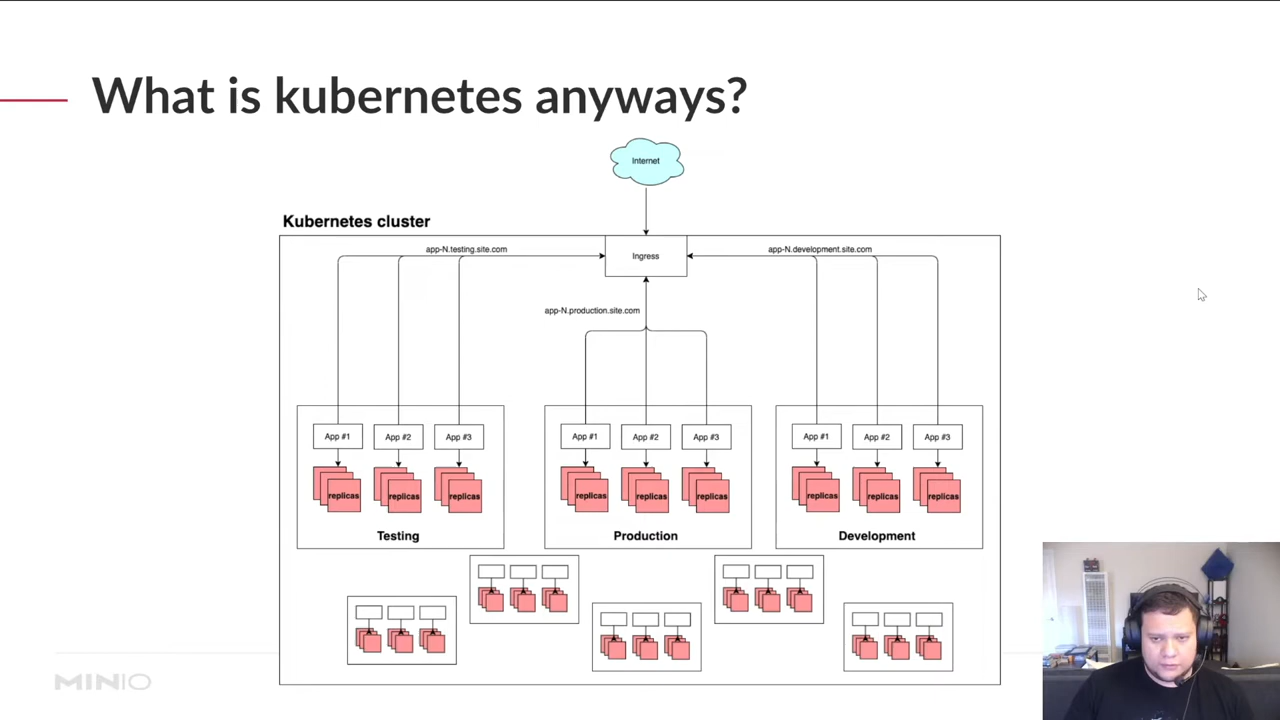 What is kubernetes anyways?
Internet
Kubernetes cluster
app-N.testing.site.com
Ingress
app-N.development.site.com
app-N.production.site.com
App #1
App #2
App #3
App #1
App #2
App #3
App #1
App #2
App #3
replicas
replicas
replicas
replicas
replicas
replicas
replicas
replicas
replicas
Testing
Production
Development
MINIO